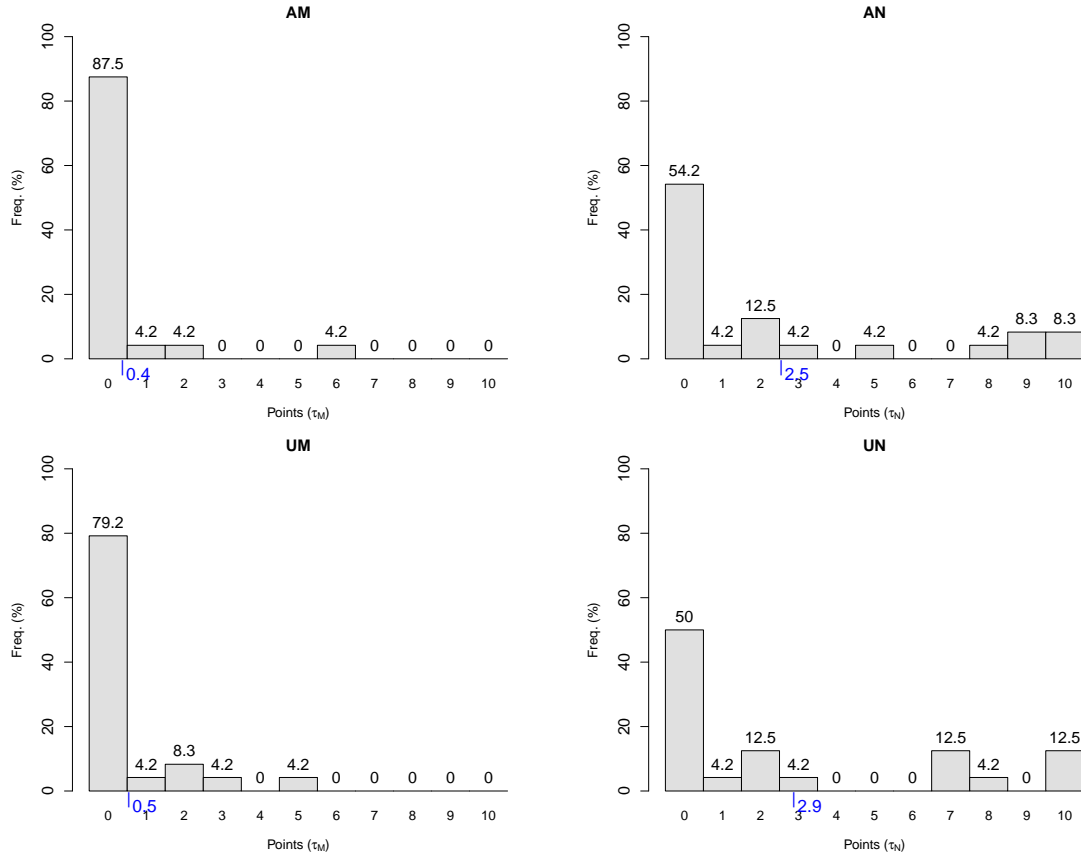 AM
Freq. (%)
100
80
60
40
20
0
87.5
4.2 4.2 0 0 0 4.2 0 0 0 0
0 1 2 3 4 5 6 7 8 9 10
0.4
Points (τM)
AN
Freq. (%)
100
80
60
40
20
0
54.2
4.2 12.5 4.2 0 4.2 0 0 4.2 8.3 8.3
0 1 2 3 4 5 6 7 8 9 10
2.5
Points (τN)
UM
Freq. (%)
100
80
60
40
20
0
79.2
4.2 8.3 4.2 0 4.2 0 0 0 0 0
0 1 2 3 4 5 6 7 8 9 10
0.5
Points (τM)
UN
Freq. (%)
100
80
60
40
20
0
50
4.2 12.5 4.2 0 0 0 12.5 4.2 0 12.5
0 1 2 3 4 5 6 7 8 9 10
2.9
Points (τN)